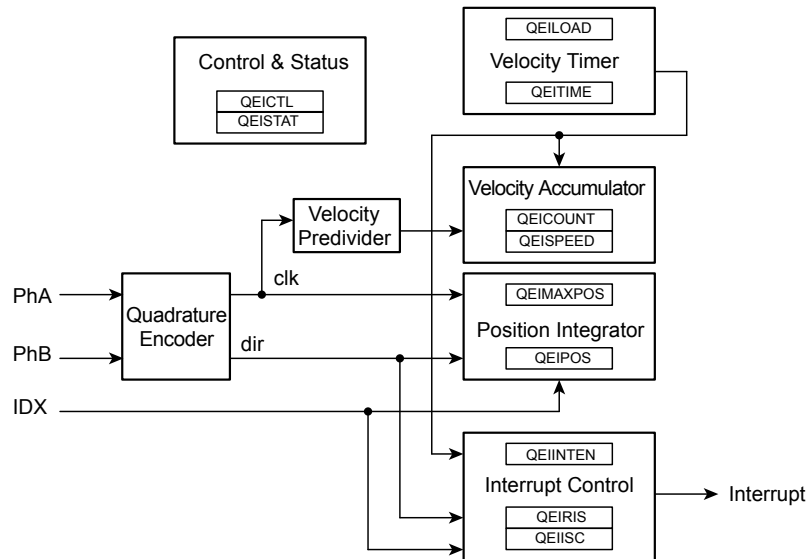 Control & Status
QEICTL
QEISTAT
QEILOAD
Velocity Timer
QEITIME
Velocity Accumulator
QEICOUNT
QEISPEED
Velocity
Predivider
PhA
PhB
IDX
Quadrature
Encoder
clk
dir
QEIMAXPOS
Position Integrator
QEIPOS
QEIINTEN
Interrupt Control
QEIRIS
QEIISC
Interrupt